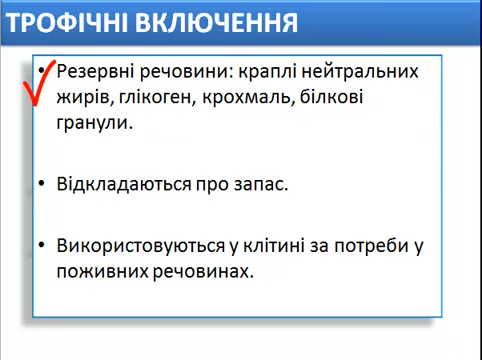 ТРОФІЧНІ ВКЛЮЧЕННЯ
• Резервні речовини: краплі нейтральних
жирів, глікоген, крохмаль, білкові
гранули.
• Відкладаються про запас.
• Використовуються у клітині за потреби у
поживних речовинах.